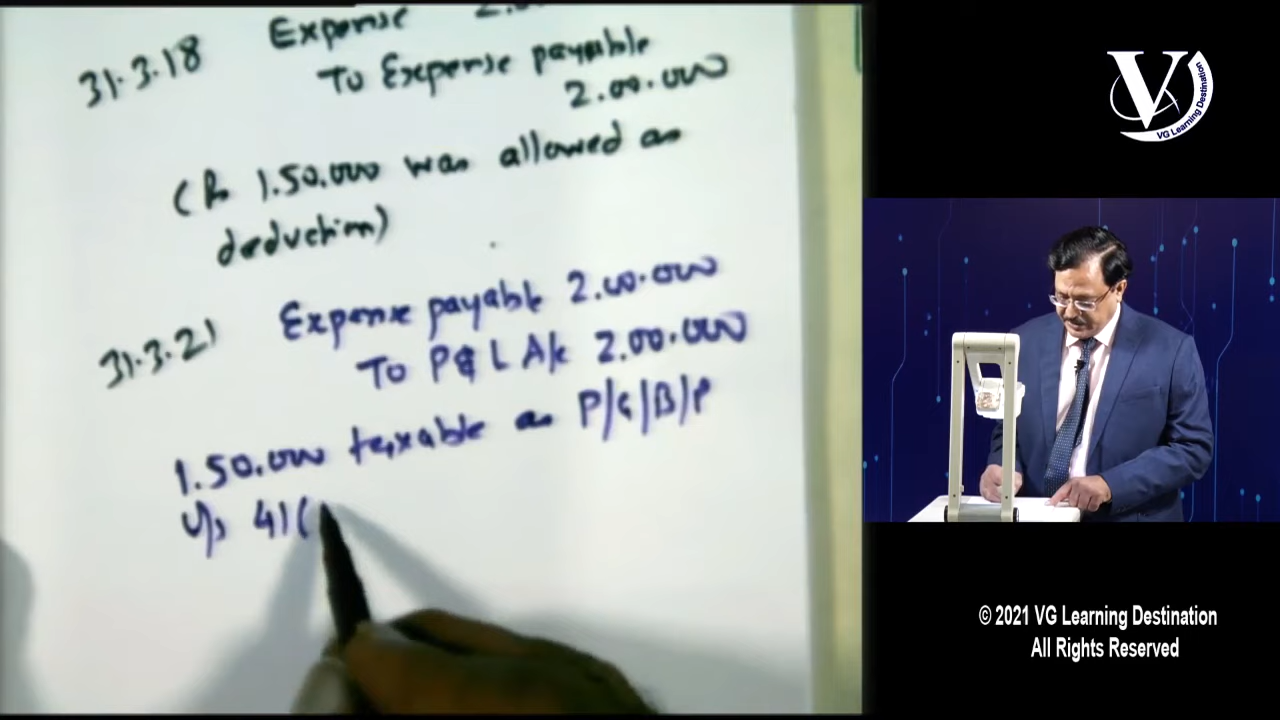 31.3.18 Expense 2.00
To Expense payable
2.00.000
(Rs 1.50.000 was allowed as
deduction)
31.3.21 Expense payable 2.00.000
To P&L A/c 2.00.000
1.50.000 taxable as P/G/B/P
U/s 41(
V
VG Learning Destination
© 2021 VG Learning Destination
All Rights Reserved